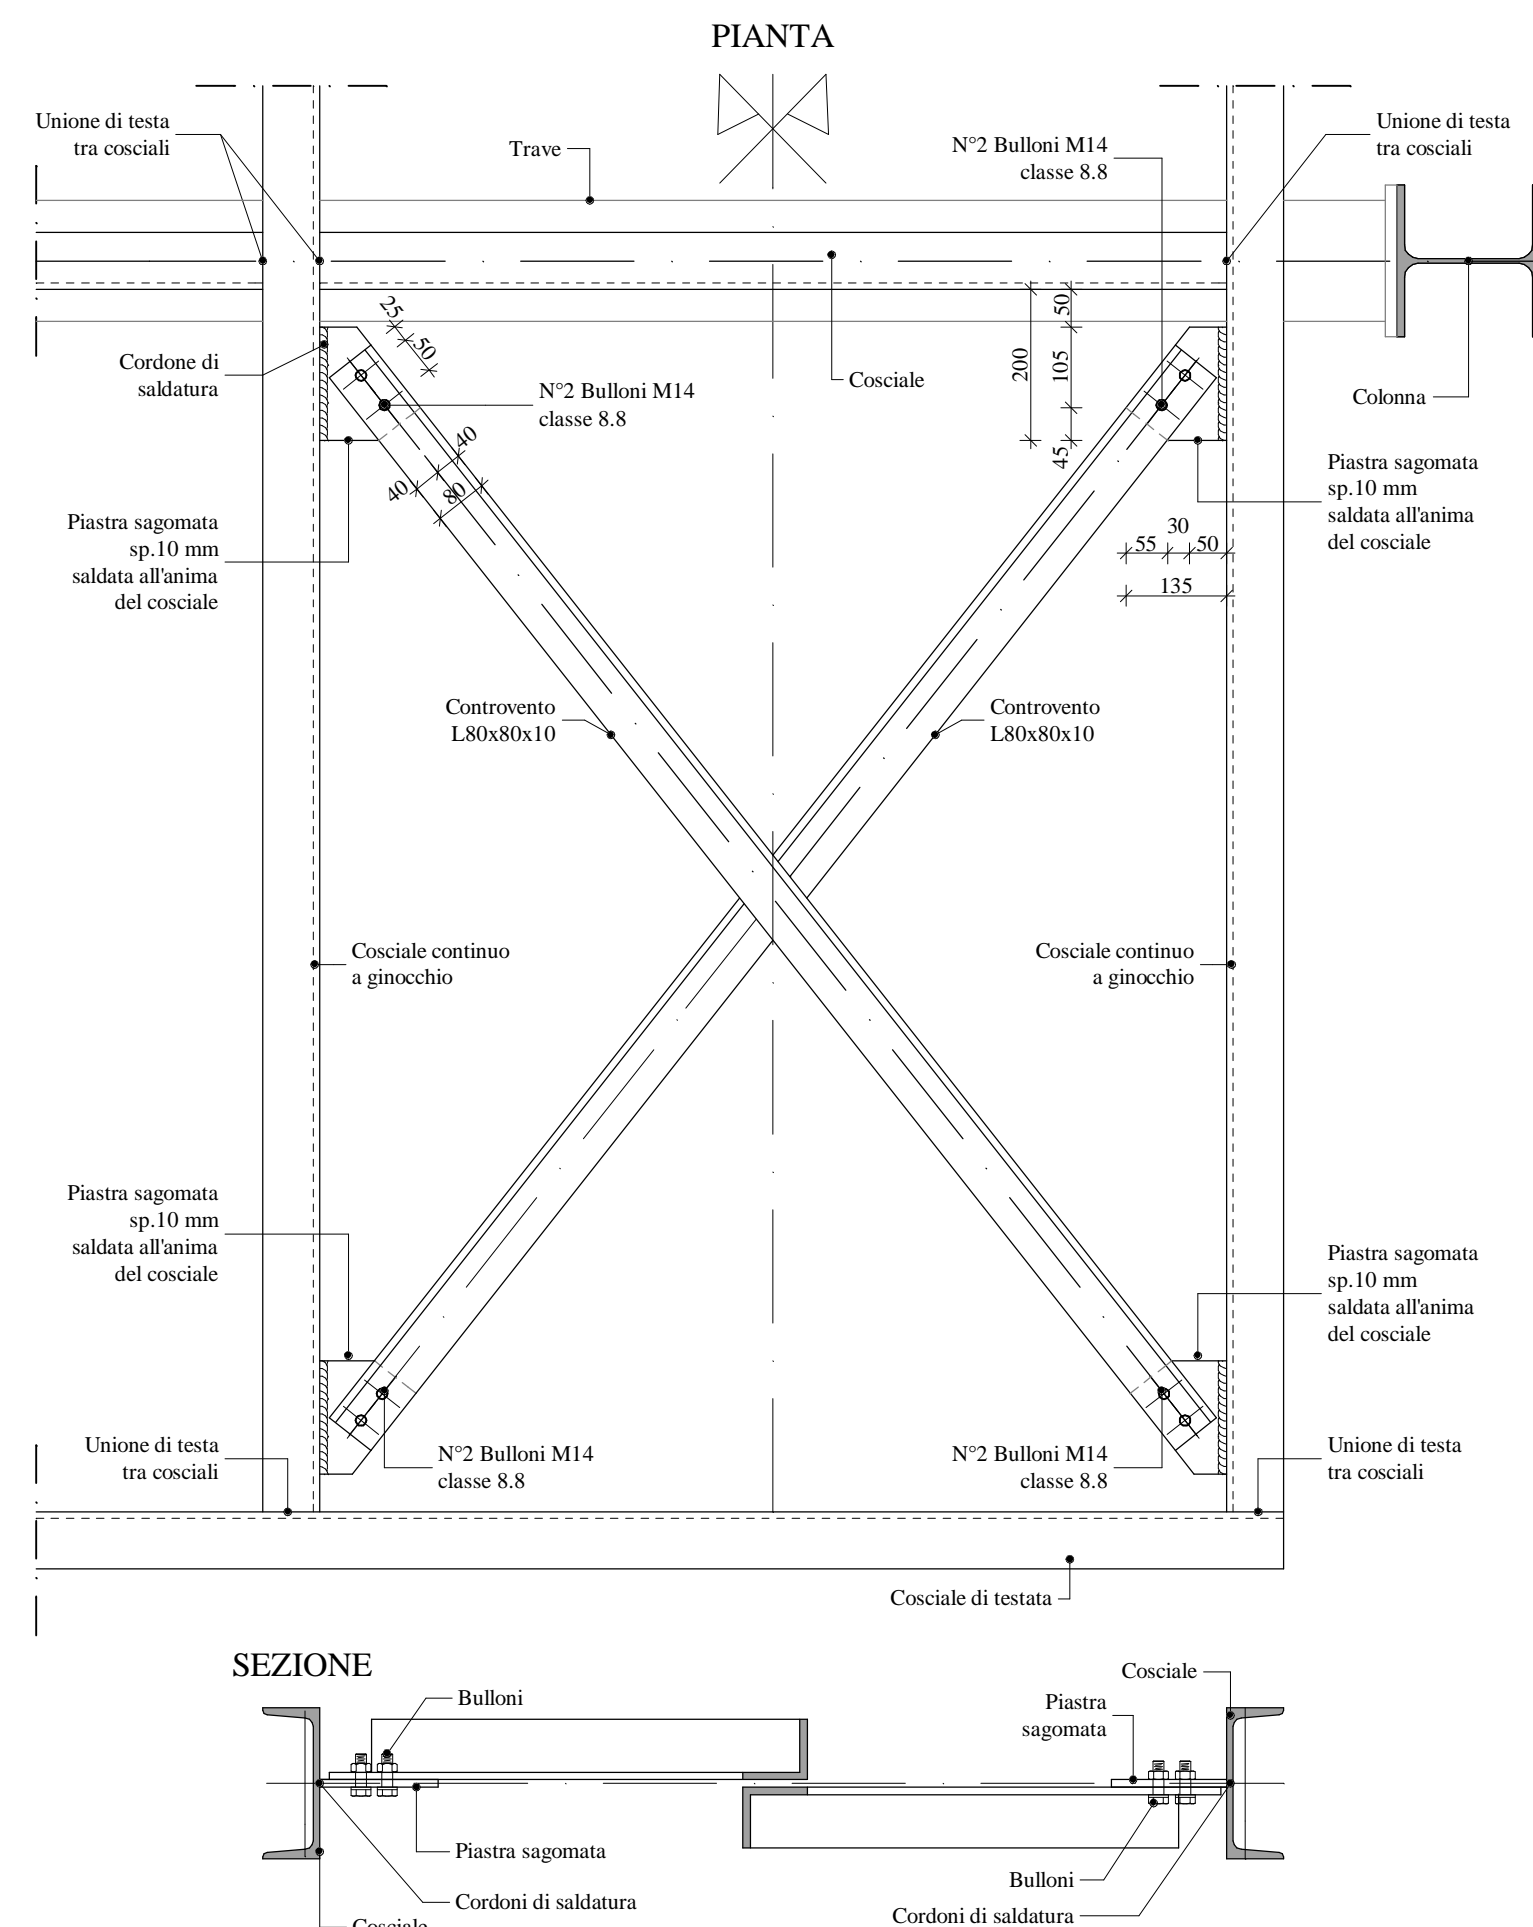 PIANTA
Unione di testa
tra cosciali
Trave
N°2 Bulloni M14
classe 8.8
Unione di testa
tra cosciali
Cordone di
saldatura
25
50
N°2 Bulloni M14
classe 8.8
Cosciale
200
50
105
45
Colonna
40
40
80
Piastra sagomata
sp.10 mm
saldata all'anima
del cosciale
Piastra sagomata
sp.10 mm
saldata all'anima
del cosciale
55
30
50
135
Controvento
L80x80x10
Controvento
L80x80x10
Cosciale continuo
a ginocchio
Cosciale continuo
a ginocchio
Piastra sagomata
sp.10 mm
saldata all'anima
del cosciale
Piastra sagomata
sp.10 mm
saldata all'anima
del cosciale
Unione di testa
tra cosciali
N°2 Bulloni M14
classe 8.8
N°2 Bulloni M14
classe 8.8
Unione di testa
tra cosciali
Cosciale di testata
SEZIONE
Bulloni
Cosciale
Piastra
sagomata
Piastra sagomata
Bulloni
Cordoni di saldatura
Cordoni di saldatura
Cosciale